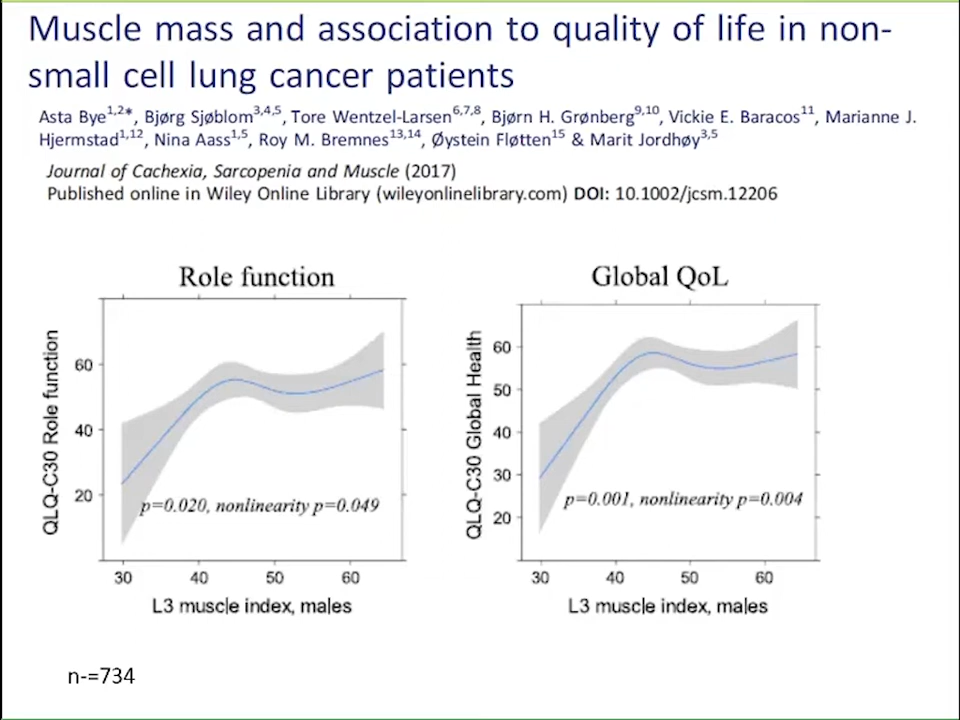 Muscle mass and association to quality of life in non-
small cell lung cancer patients
Asta Bye1,2*, Bjørg Sjøblom3,4,5, Tore Wentzel-Larsen6,7,8, Bjørn H. Grønberg9,10, Vickie E. Baracos11, Marianne J.
Hjermstad1,12, Nina Aass1,5, Roy M. Bremnes13,14, Øystein Fløtten15 & Marit Jordhøy3,5
Journal of Cachexia, Sarcopenia and Muscle (2017)
Published online in Wiley Online Library (wileyonlinelibrary.com) DOI: 10.1002/jcsm.12206
Role function
QLQ-C30 Role function
60
40
20
p=0.020, nonlinearity p=0.049
30 40 50 60
L3 muscle index, males
Global QoL
QLQ-C30 Global Health
60
50
40
30
20
p=0.001, nonlinearity p=0.004
30 40 50 60
L3 muscle index, males
n-=734